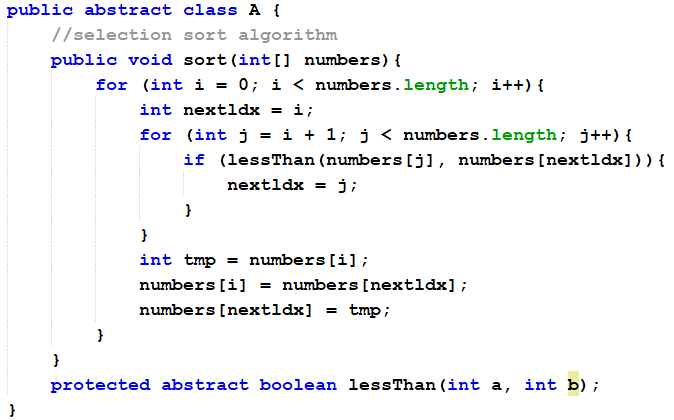 public abstract class A {
//selection sort algorithm
public void sort(int[] numbers){
for (int i = 0; i < numbers.length; i++){
int nextldx = i;
for (int j = i + 1; j < numbers.length; j++){
if (lessThan(numbers[j], numbers[nextldx])){
nextldx = j;
}
}
int tmp = numbers[i];
numbers[i] = numbers[nextldx];
numbers[nextldx] = tmp;
}
}
protected abstract boolean lessThan(int a, int b);
}